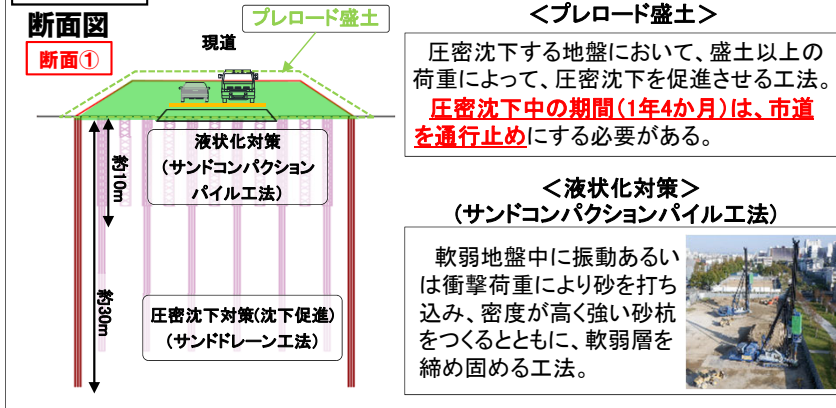 断面図
断面①
プレロード盛土
現道
液状化対策
(サンドコンパクション
パイル工法)
約10m
約30m
圧密沈下対策(沈下促進)
(サンドドレーン工法)
＜プレロード盛土＞
圧密沈下する地盤において、盛土以上の
荷重によって、圧密沈下を促進させる工法。
圧密沈下中の期間(1年4か月)は、市道
を通行止めにする必要がある。
＜液状化対策＞
(サンドコンパクションパイル工法)
軟弱地盤中に振動あるい
は衝撃荷重により砂を打ち
込み、密度が高く強い砂杭
をつくるとともに、軟弱層を
締め固める工法。